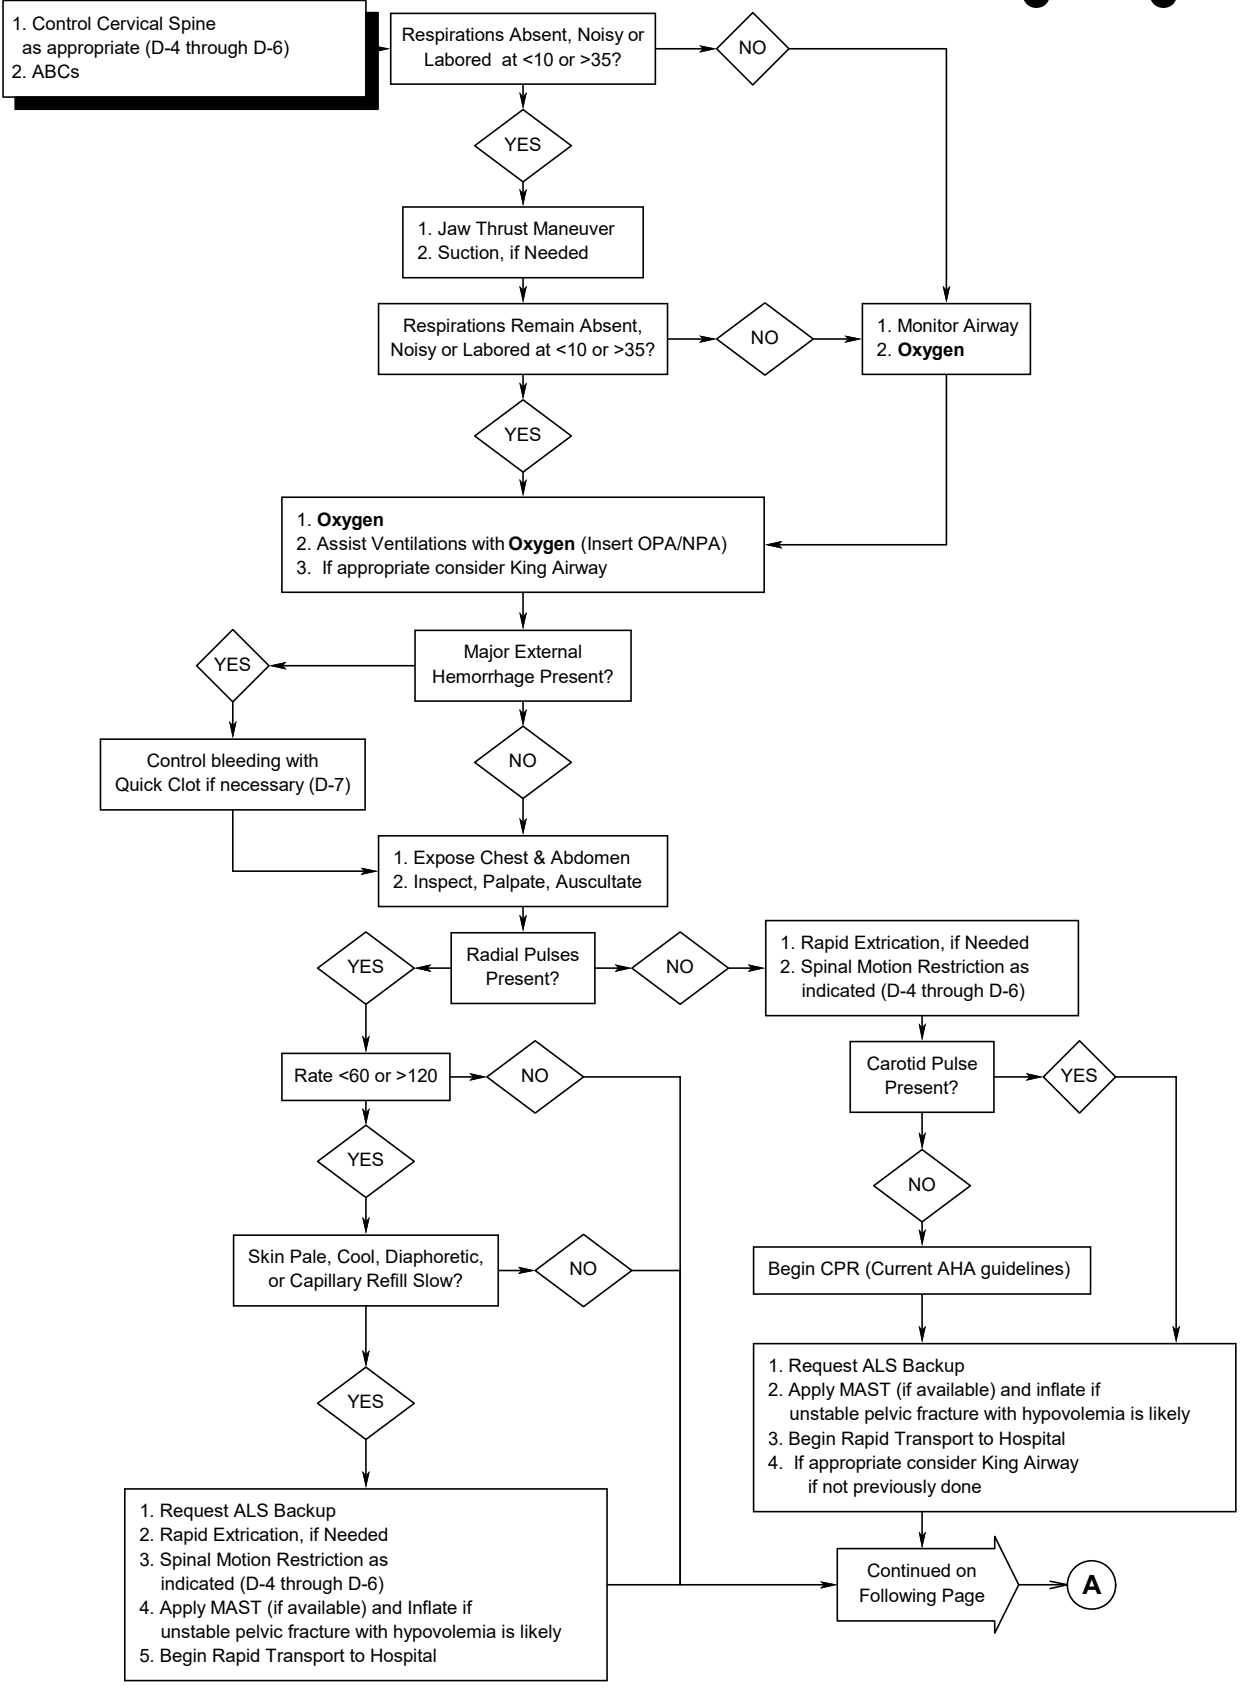 1. Control Cervical Spine
as appropriate (D-4 through D-6)
2. ABCs
Respirations Absent, Noisy or
Labored at <10 or >35?
NO
YES
1. Jaw Thrust Maneuver
2. Suction, if Needed
Respirations Remain Absent,
Noisy or Labored at <10 or >35?
NO
1. Monitor Airway
2. Oxygen
YES
1. Oxygen
2. Assist Ventilations with Oxygen (Insert OPA/NPA)
3. If appropriate consider King Airway
Major External
Hemorrhage Present?
YES
Control bleeding with
Quick Clot if necessary (D-7)
NO
1. Expose Chest & Abdomen
2. Inspect, Palpate, Auscultate
Radial Pulses
Present?
YES
NO
1. Rapid Extrication, if Needed
2. Spinal Motion Restriction as
indicated (D-4 through D-6)
Rate <60 or >120
NO
Carotid Pulse
Present?
YES
YES
NO
Skin Pale, Cool, Diaphoretic,
or Capillary Refill Slow?
NO
Begin CPR (Current AHA guidelines)
YES
1. Request ALS Backup
2. Apply MAST (if available) and inflate if
unstable pelvic fracture with hypovolemia is likely
3. Begin Rapid Transport to Hospital
4. If appropriate consider King Airway
if not previously done
1. Request ALS Backup
2. Rapid Extrication, if Needed
3. Spinal Motion Restriction as
indicated (D-4 through D-6)
4. Apply MAST (if available) and Inflate if
unstable pelvic fracture with hypovolemia is likely
5. Begin Rapid Transport to Hospital
Continued on
Following Page
A